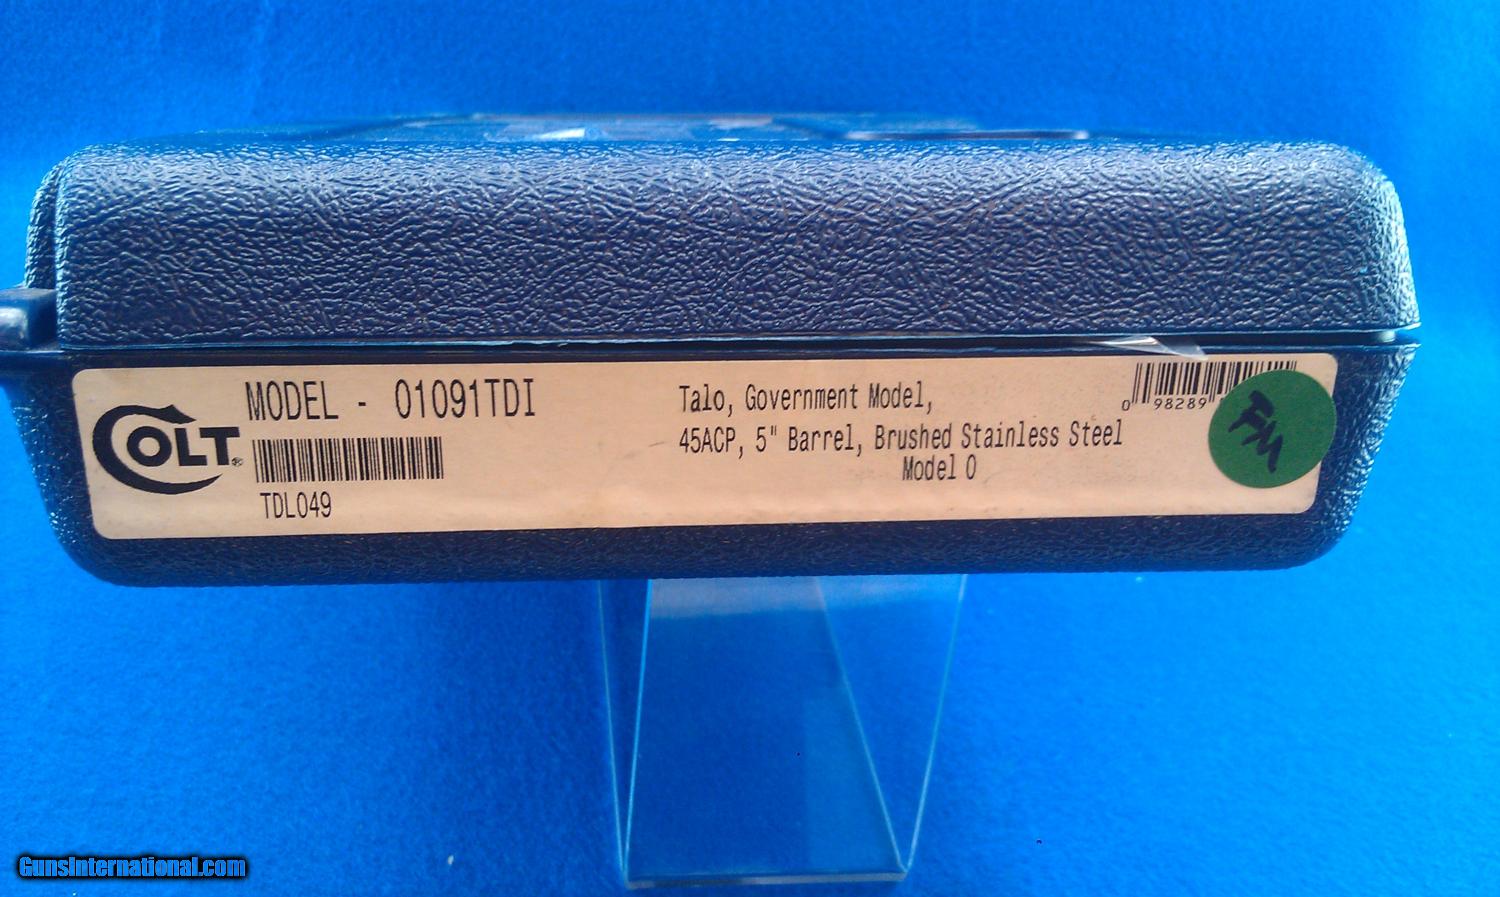 COLT®
MODEL - 01091TDI
TDL049
Talo, Government Model,
45ACP, 5" Barrel, Brushed Stainless Steel
Model O
0 98289
FM
GunsInternational.com